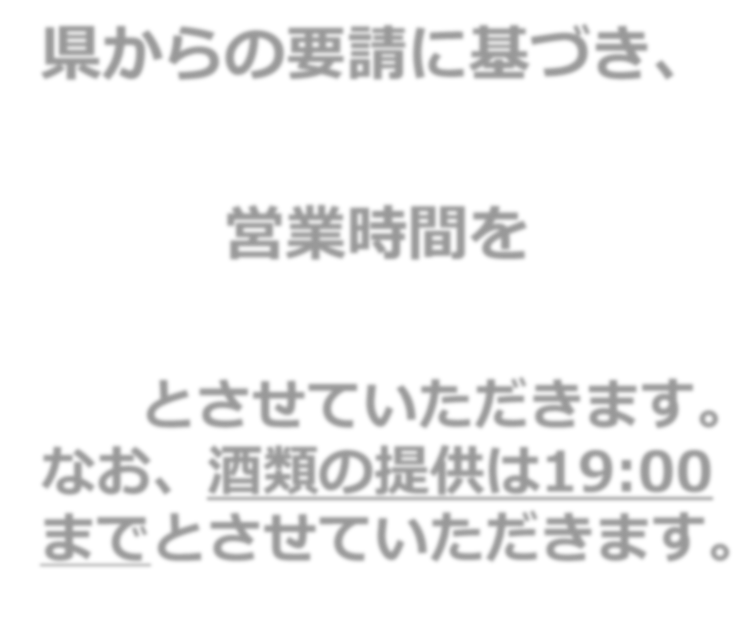 県からの要請に基づき、
営業時間を
とさせていただきます。
なお、酒類の提供は19:00
までとさせていただきます。